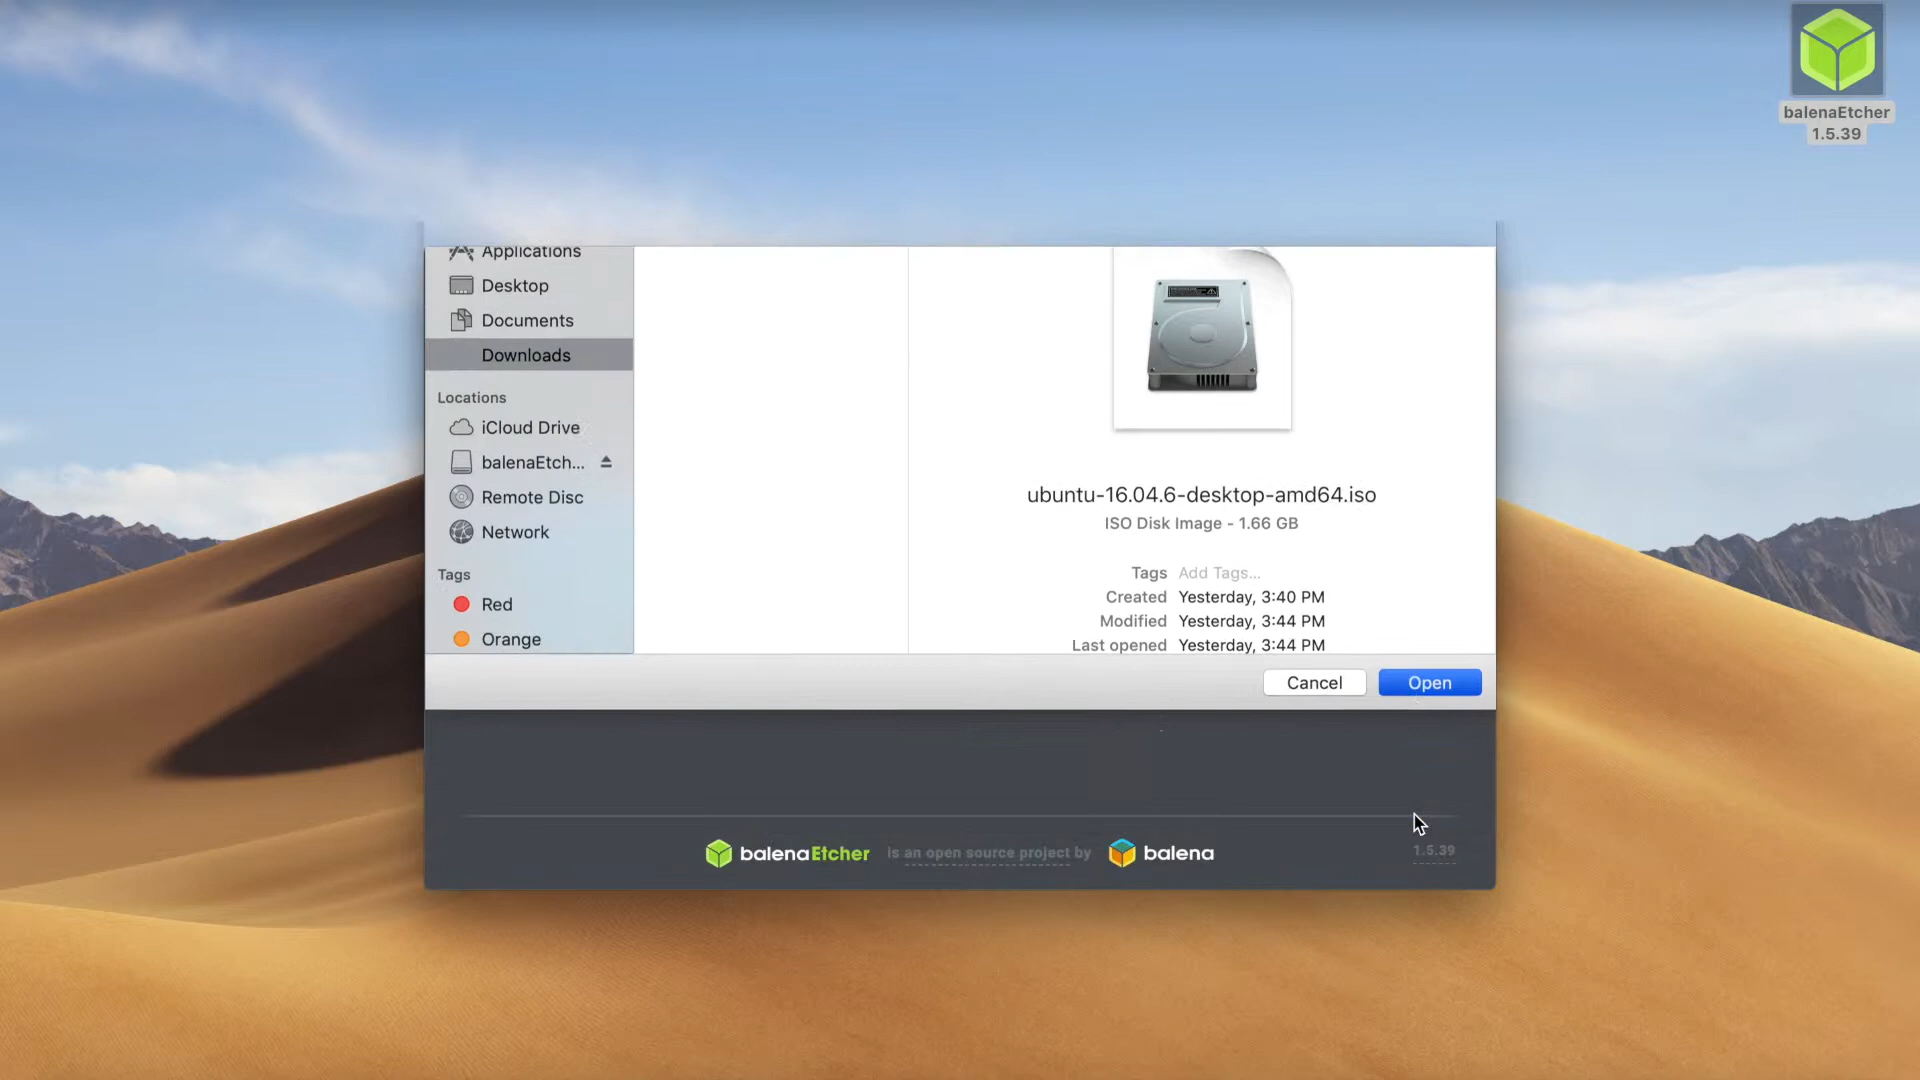 balenaEtcher
1.5.39
Applications
Desktop
Documents
Downloads
Locations
iCloud Drive
balenaEtch...
Remote Disc
Network
Tags
Red
Orange
ubuntu-16.04.6-desktop-amd64.iso
ISO Disk Image - 1.66 GB
Tags Add Tags...
Created Yesterday, 3:40 PM
Modified Yesterday, 3:44 PM
Last opened Yesterday, 3:44 PM
Cancel Open
balenaEtcher is an open source project by balena 1.5.39